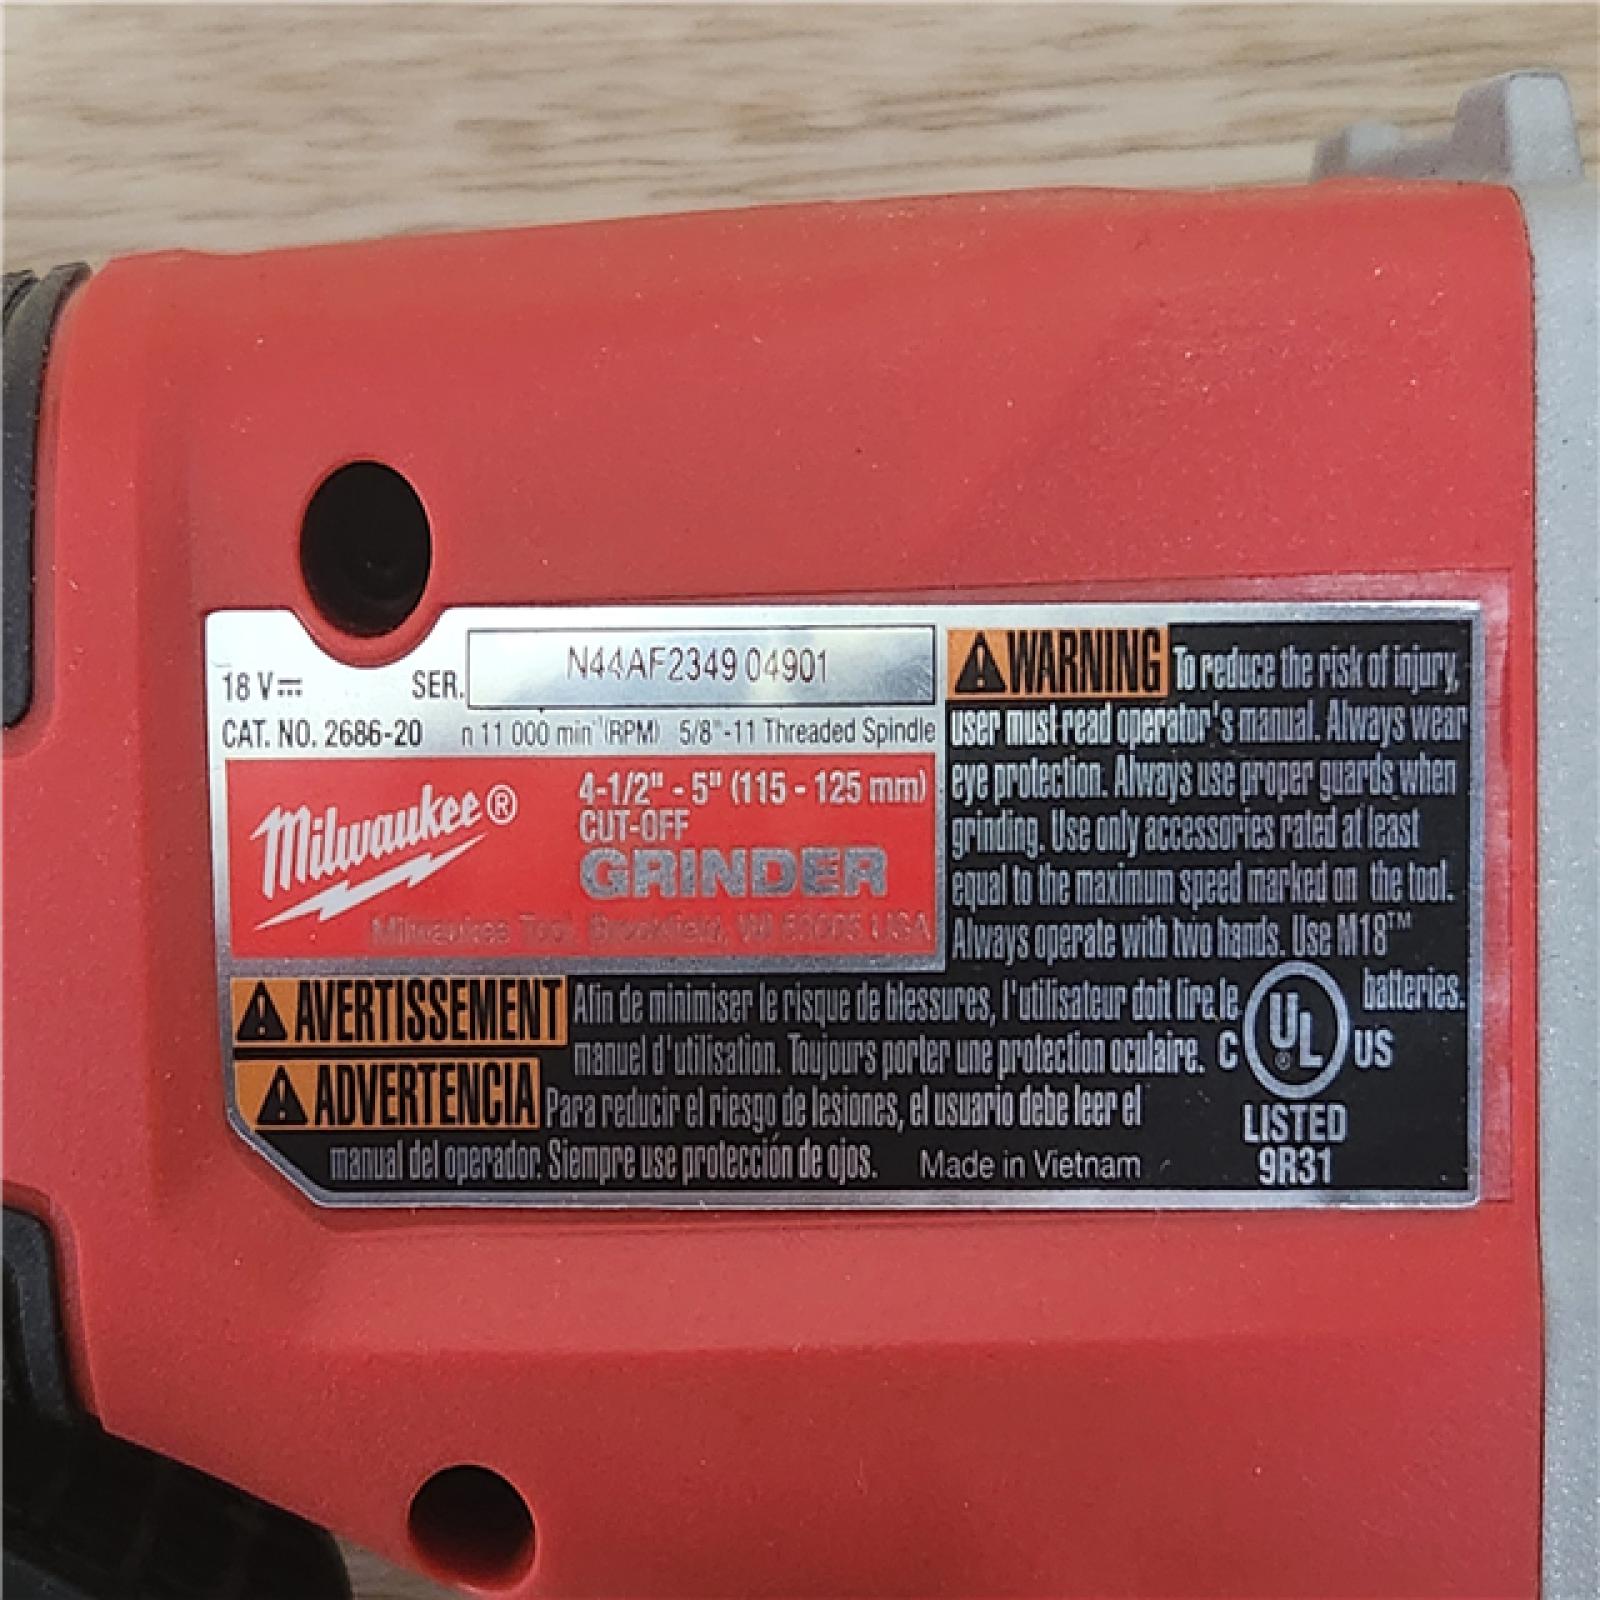 18 V SER. N44AF2349 04901
CAT. NO. 2686-20 n 11 000 min⁻¹(RPM) 5/8"-11 Threaded Spindle
Milwaukee®
4-1/2" - 5" (115 - 125 mm)
CUT-OFF
GRINDER
Milwaukee Tool, Brookfield, WI 53005 USA
WARNING To reduce the risk of injury,
user must read operator's manual. Always wear
eye protection. Always use proper guards when
grinding. Use only accessories rated at least
equal to the maximum speed marked on the tool.
Always operate with two hands. Use M18™
batteries.
AVERTISSEMENT Afin de minimiser le risque de blessures, l'utilisateur doit lire le
manuel d'utilisation. Toujours porter une protection oculaire.
ADVERTENCIA Para reducir el riesgo de lesiones, el usuario debe leer el
manual del operador. Siempre use protección de ojos. Made in Vietnam
C UL® US
LISTED
9R31